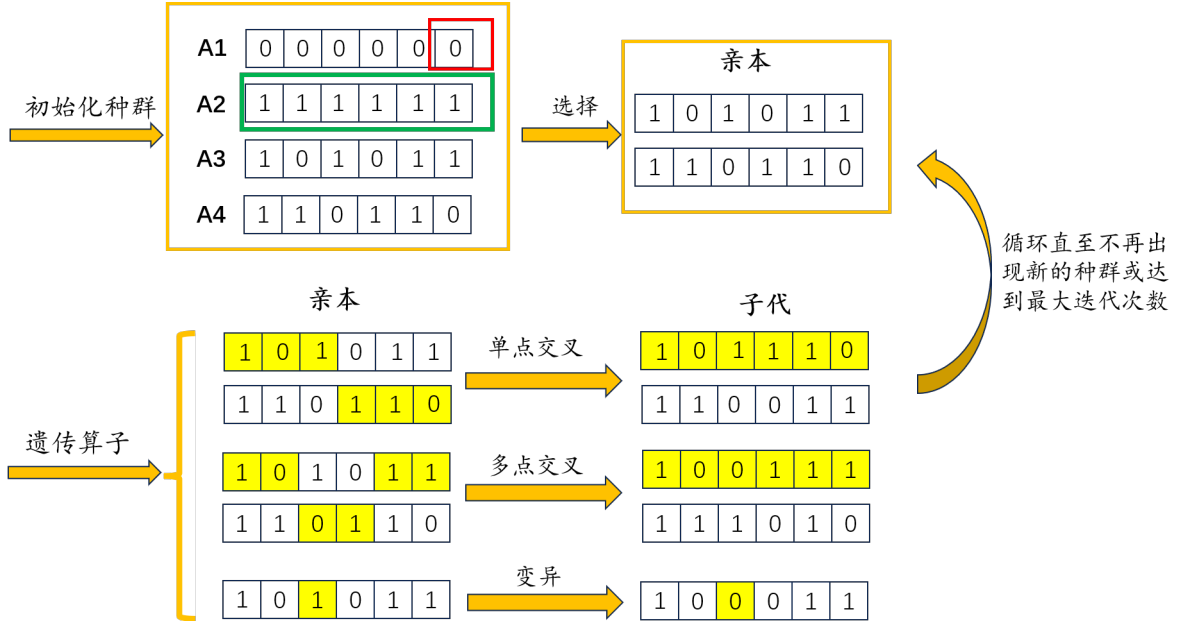 A1 0 0 0 0 0 0
初始化种群
A2 1 1 1 1 1 1
A3 1 0 1 0 1 1
A4 1 1 0 1 1 0
选择
亲本
1 0 1 0 1 1
1 1 0 1 1 0
循环直至不再出
现新的种群或达
到最大迭代次数
遗传算子
亲本
子代
1 0 1 0 1 1
单点交叉
1 0 1 1 1 0
1 1 0 1 1 0
1 1 0 0 1 1
1 0 1 0 1 1
多点交叉
1 0 0 1 1 1
1 1 0 1 1 0
1 1 1 0 1 0
1 0 1 0 1 1
变异
1 0 0 0 1 1